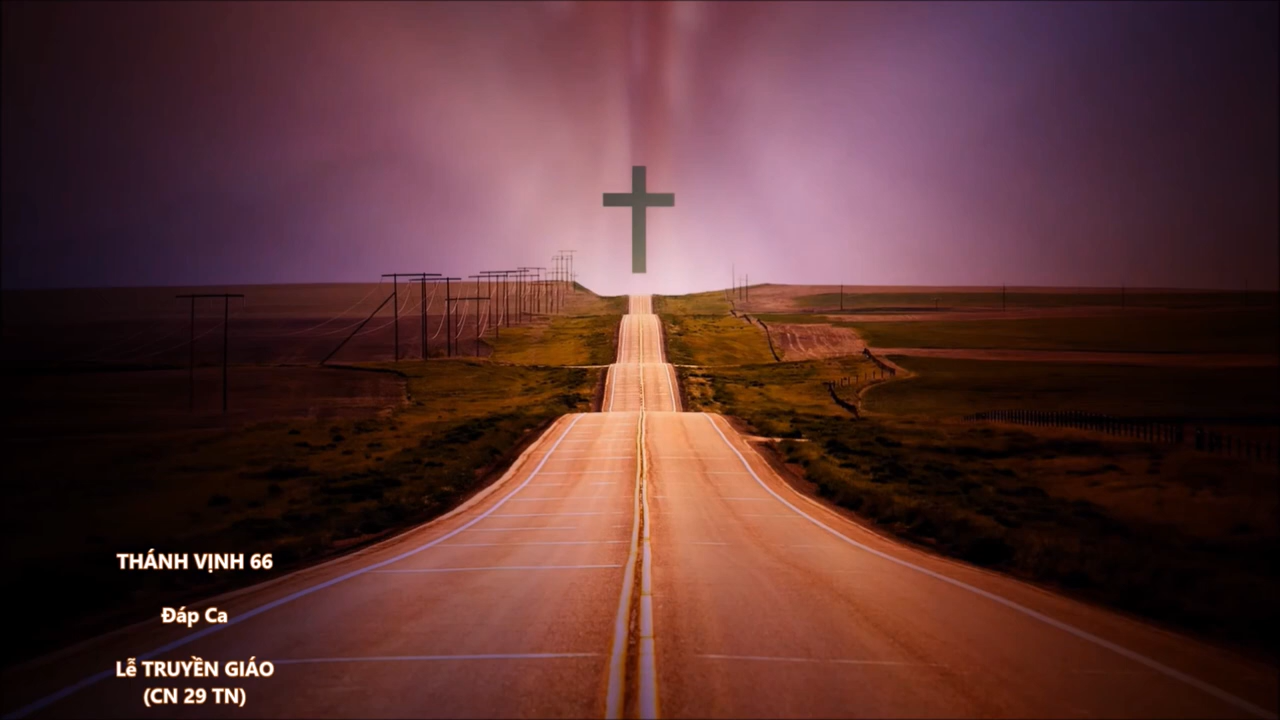 THÁNH VỊNH 66
Đáp Ca
Lễ TRUYỀN GIÁO
(CN 29 TN)